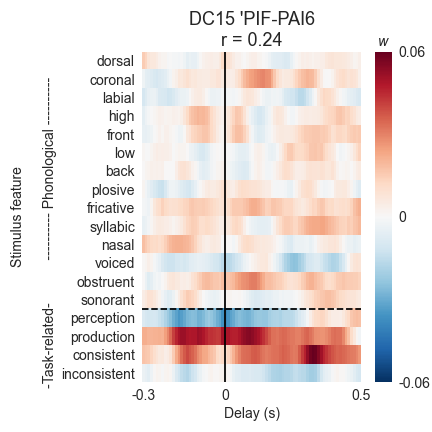 DC15 'PIF-PAI6
r = 0.24
w
Stimulus feature
---------- Phonological ----------
-Task-related-
dorsal
coronal
labial
high
front
low
back
plosive
fricative
syllabic
nasal
voiced
obstruent
sonorant
perception
production
consistent
inconsistent
0.06
0
-0.06
-0.3
0
0.5
Delay (s)